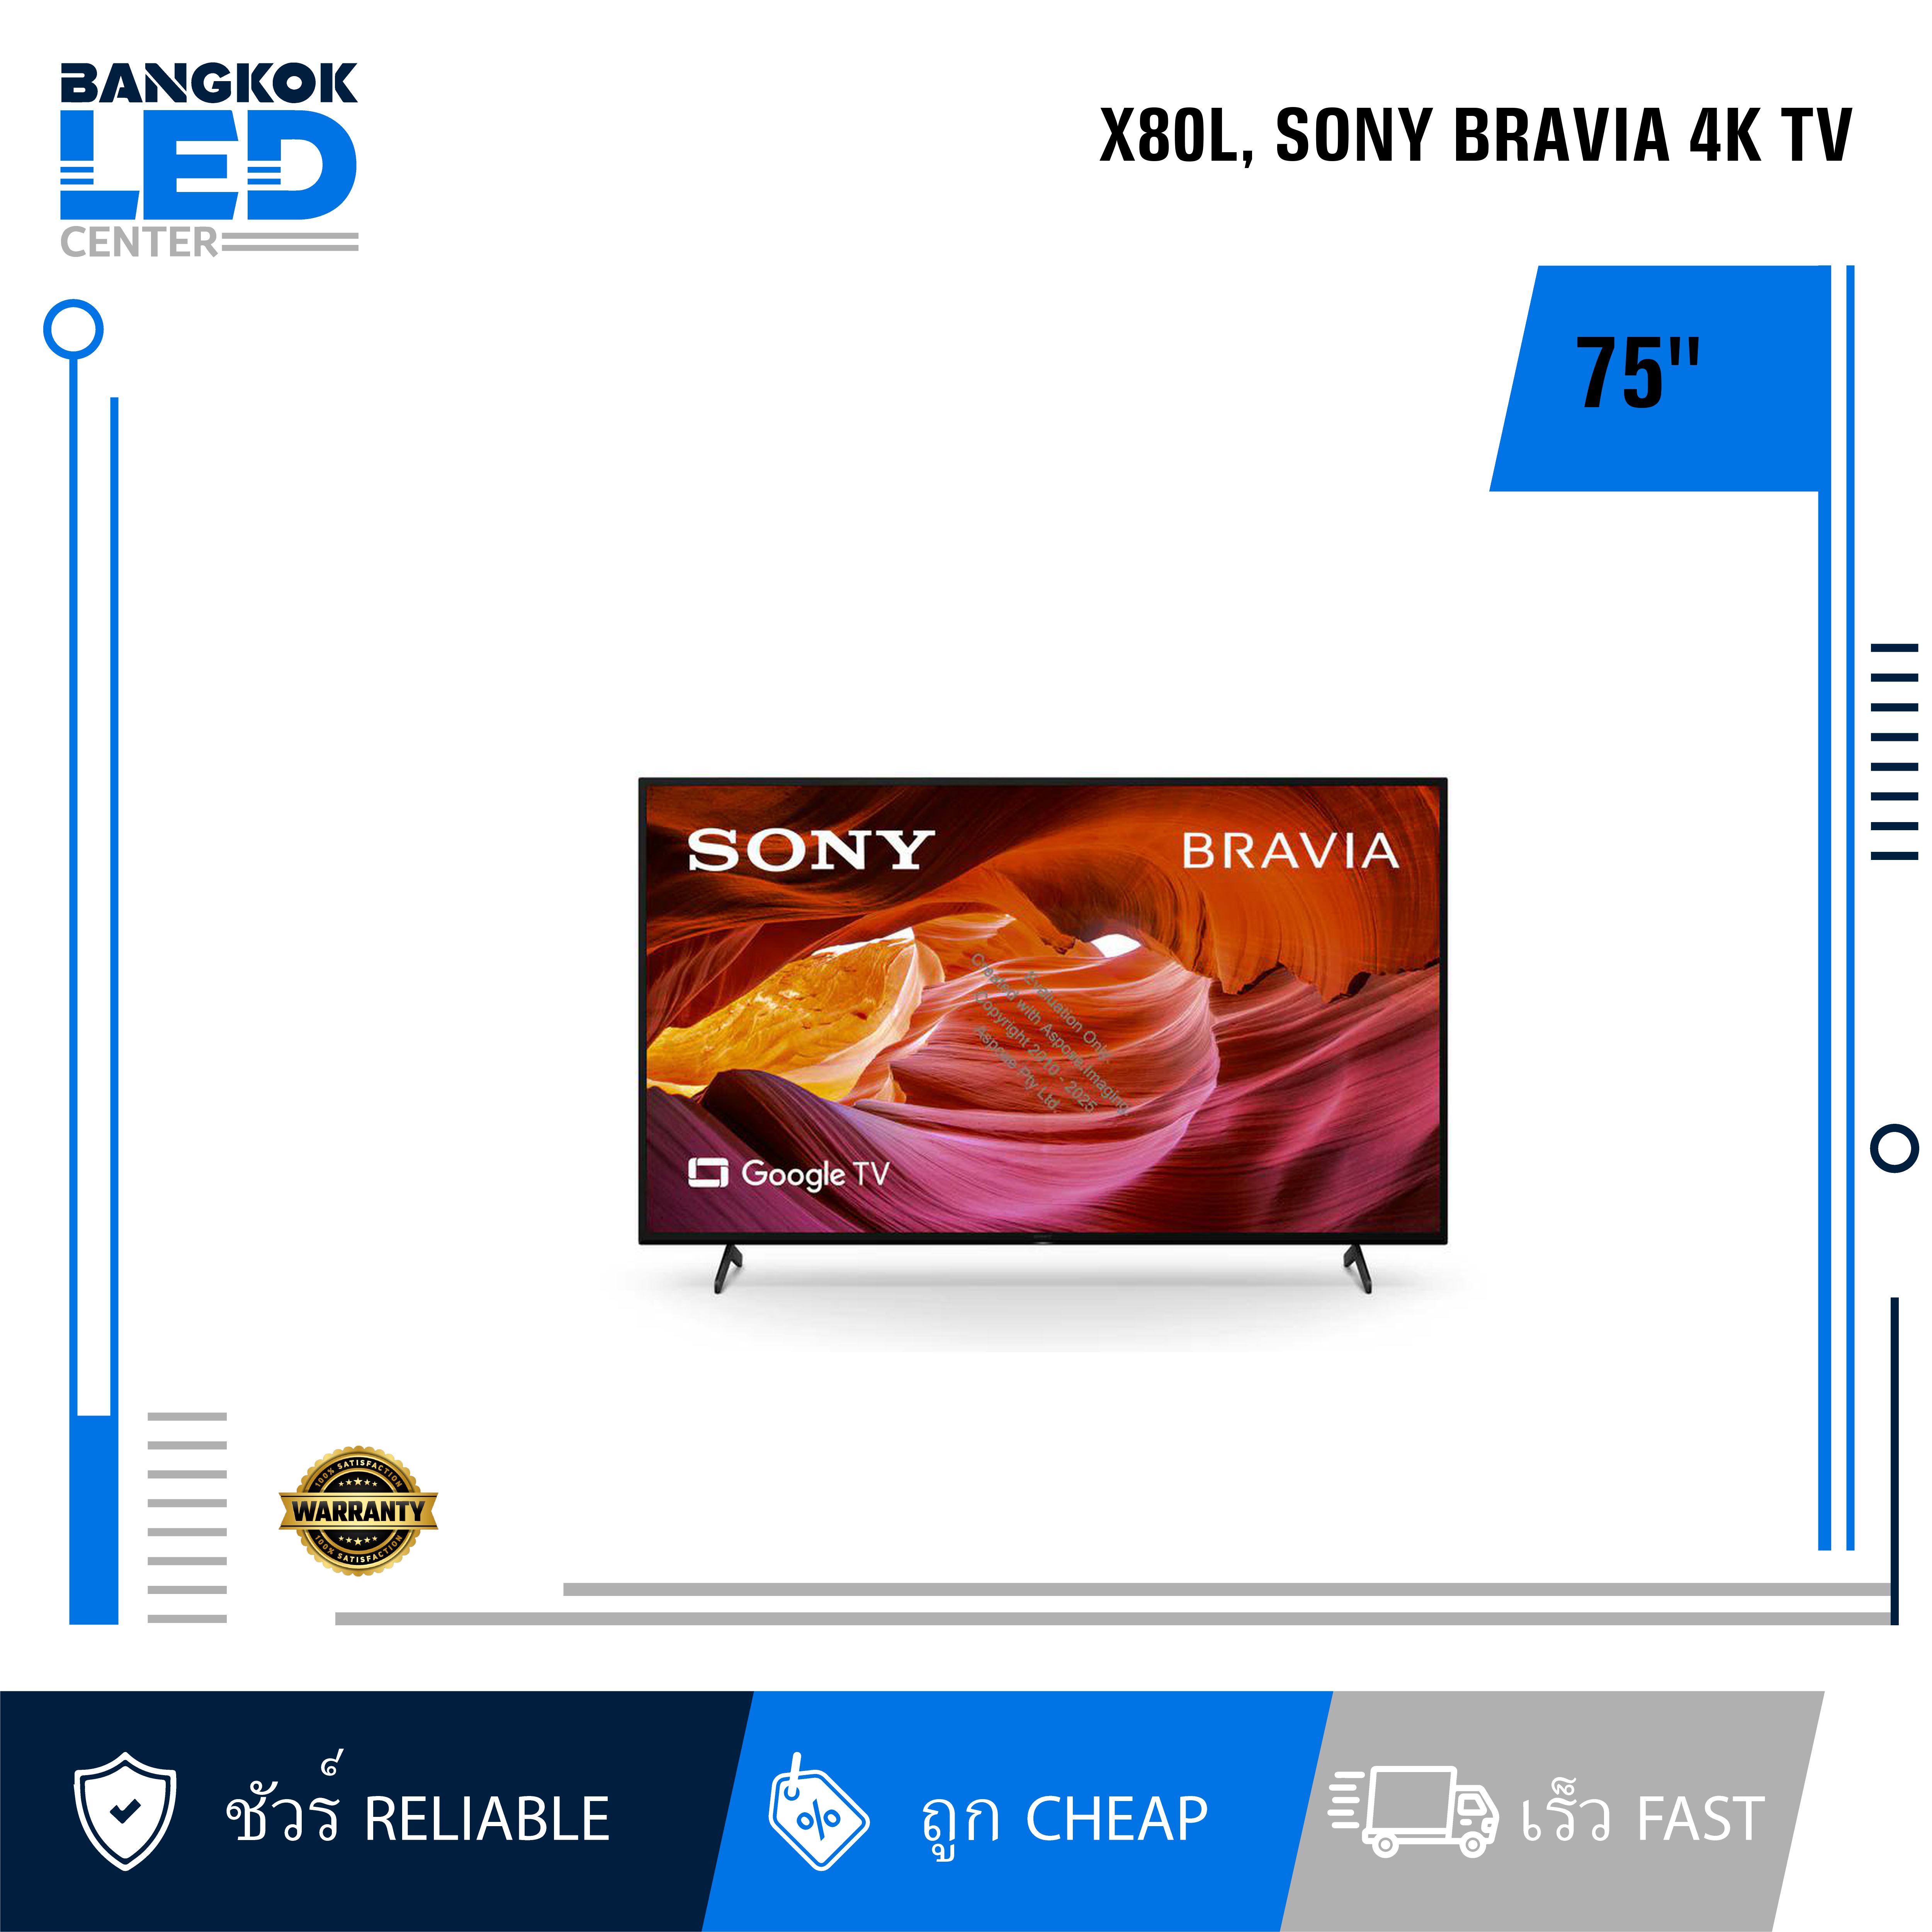 BANGKOK
LED
CENTER
X80L, SONY BRAVIA 4K TV
75"
SONY
BRAVIA
Evaluation Only.
Created with Aspose.Imaging.
Copyright 2010 - 2025
Aspose Pty Ltd.
Google TV
100% SATISFACTION
WARRANTY
100% SATISFACTION
ชัวร์ RELIABLE
% ถูก CHEAP
เร็ว FAST